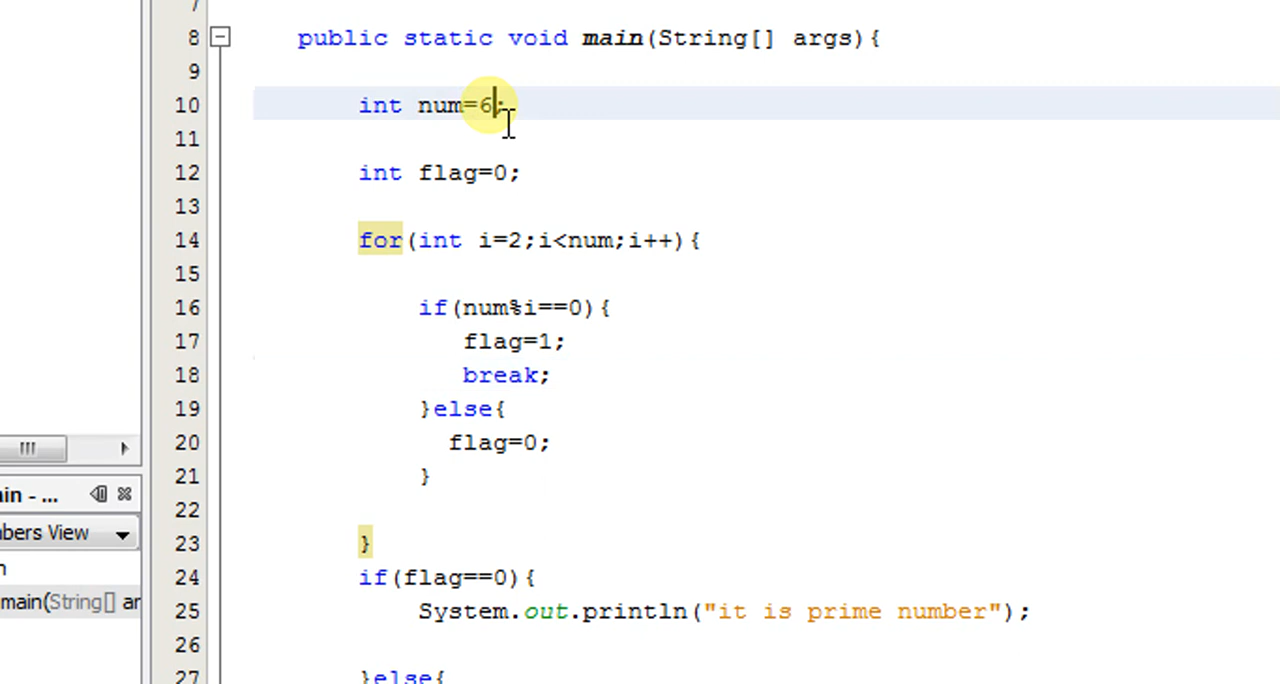 7
8 public static void main(String[] args){
9
10 int num=6;
11
12 int flag=0;
13
14 for(int i=2;i<num;i++){
15
16 if(num%i==0){
17 flag=1;
18 break;
19 }else{
20 flag=0;
21 }
22
23 }
24 if(flag==0){
25 System.out.println("it is prime number");
26
27 }else{
ain - ...
bers View
n
main(String[] ar